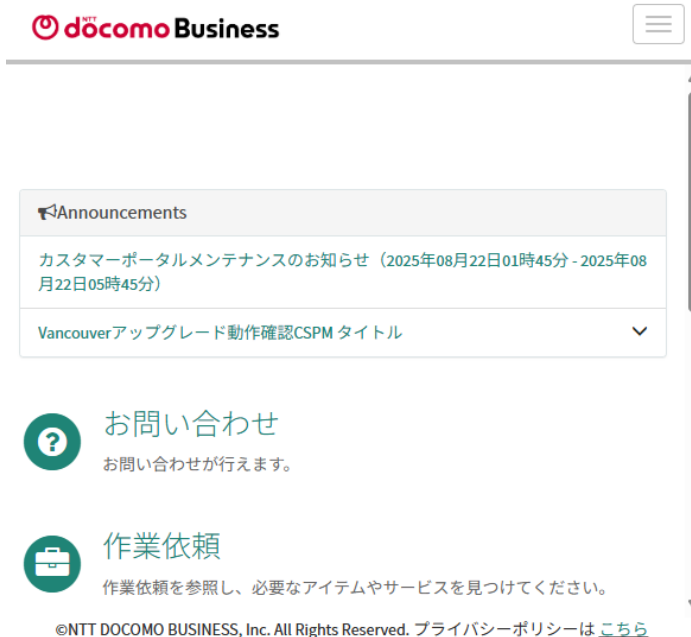 NTT
döcomo Business
Announcements
カスタマーポータルメンテナンスのお知らせ（2025年08月22日01時45分 - 2025年08
月22日05時45分）
Vancouverアップグレード動作確認CSPM タイトル
お問い合わせ
お問い合わせが行えます。
作業依頼
作業依頼を参照し、必要なアイテムやサービスを見つけてください。
©NTT DOCOMO BUSINESS, Inc. All Rights Reserved. プライバシーポリシーは こちら